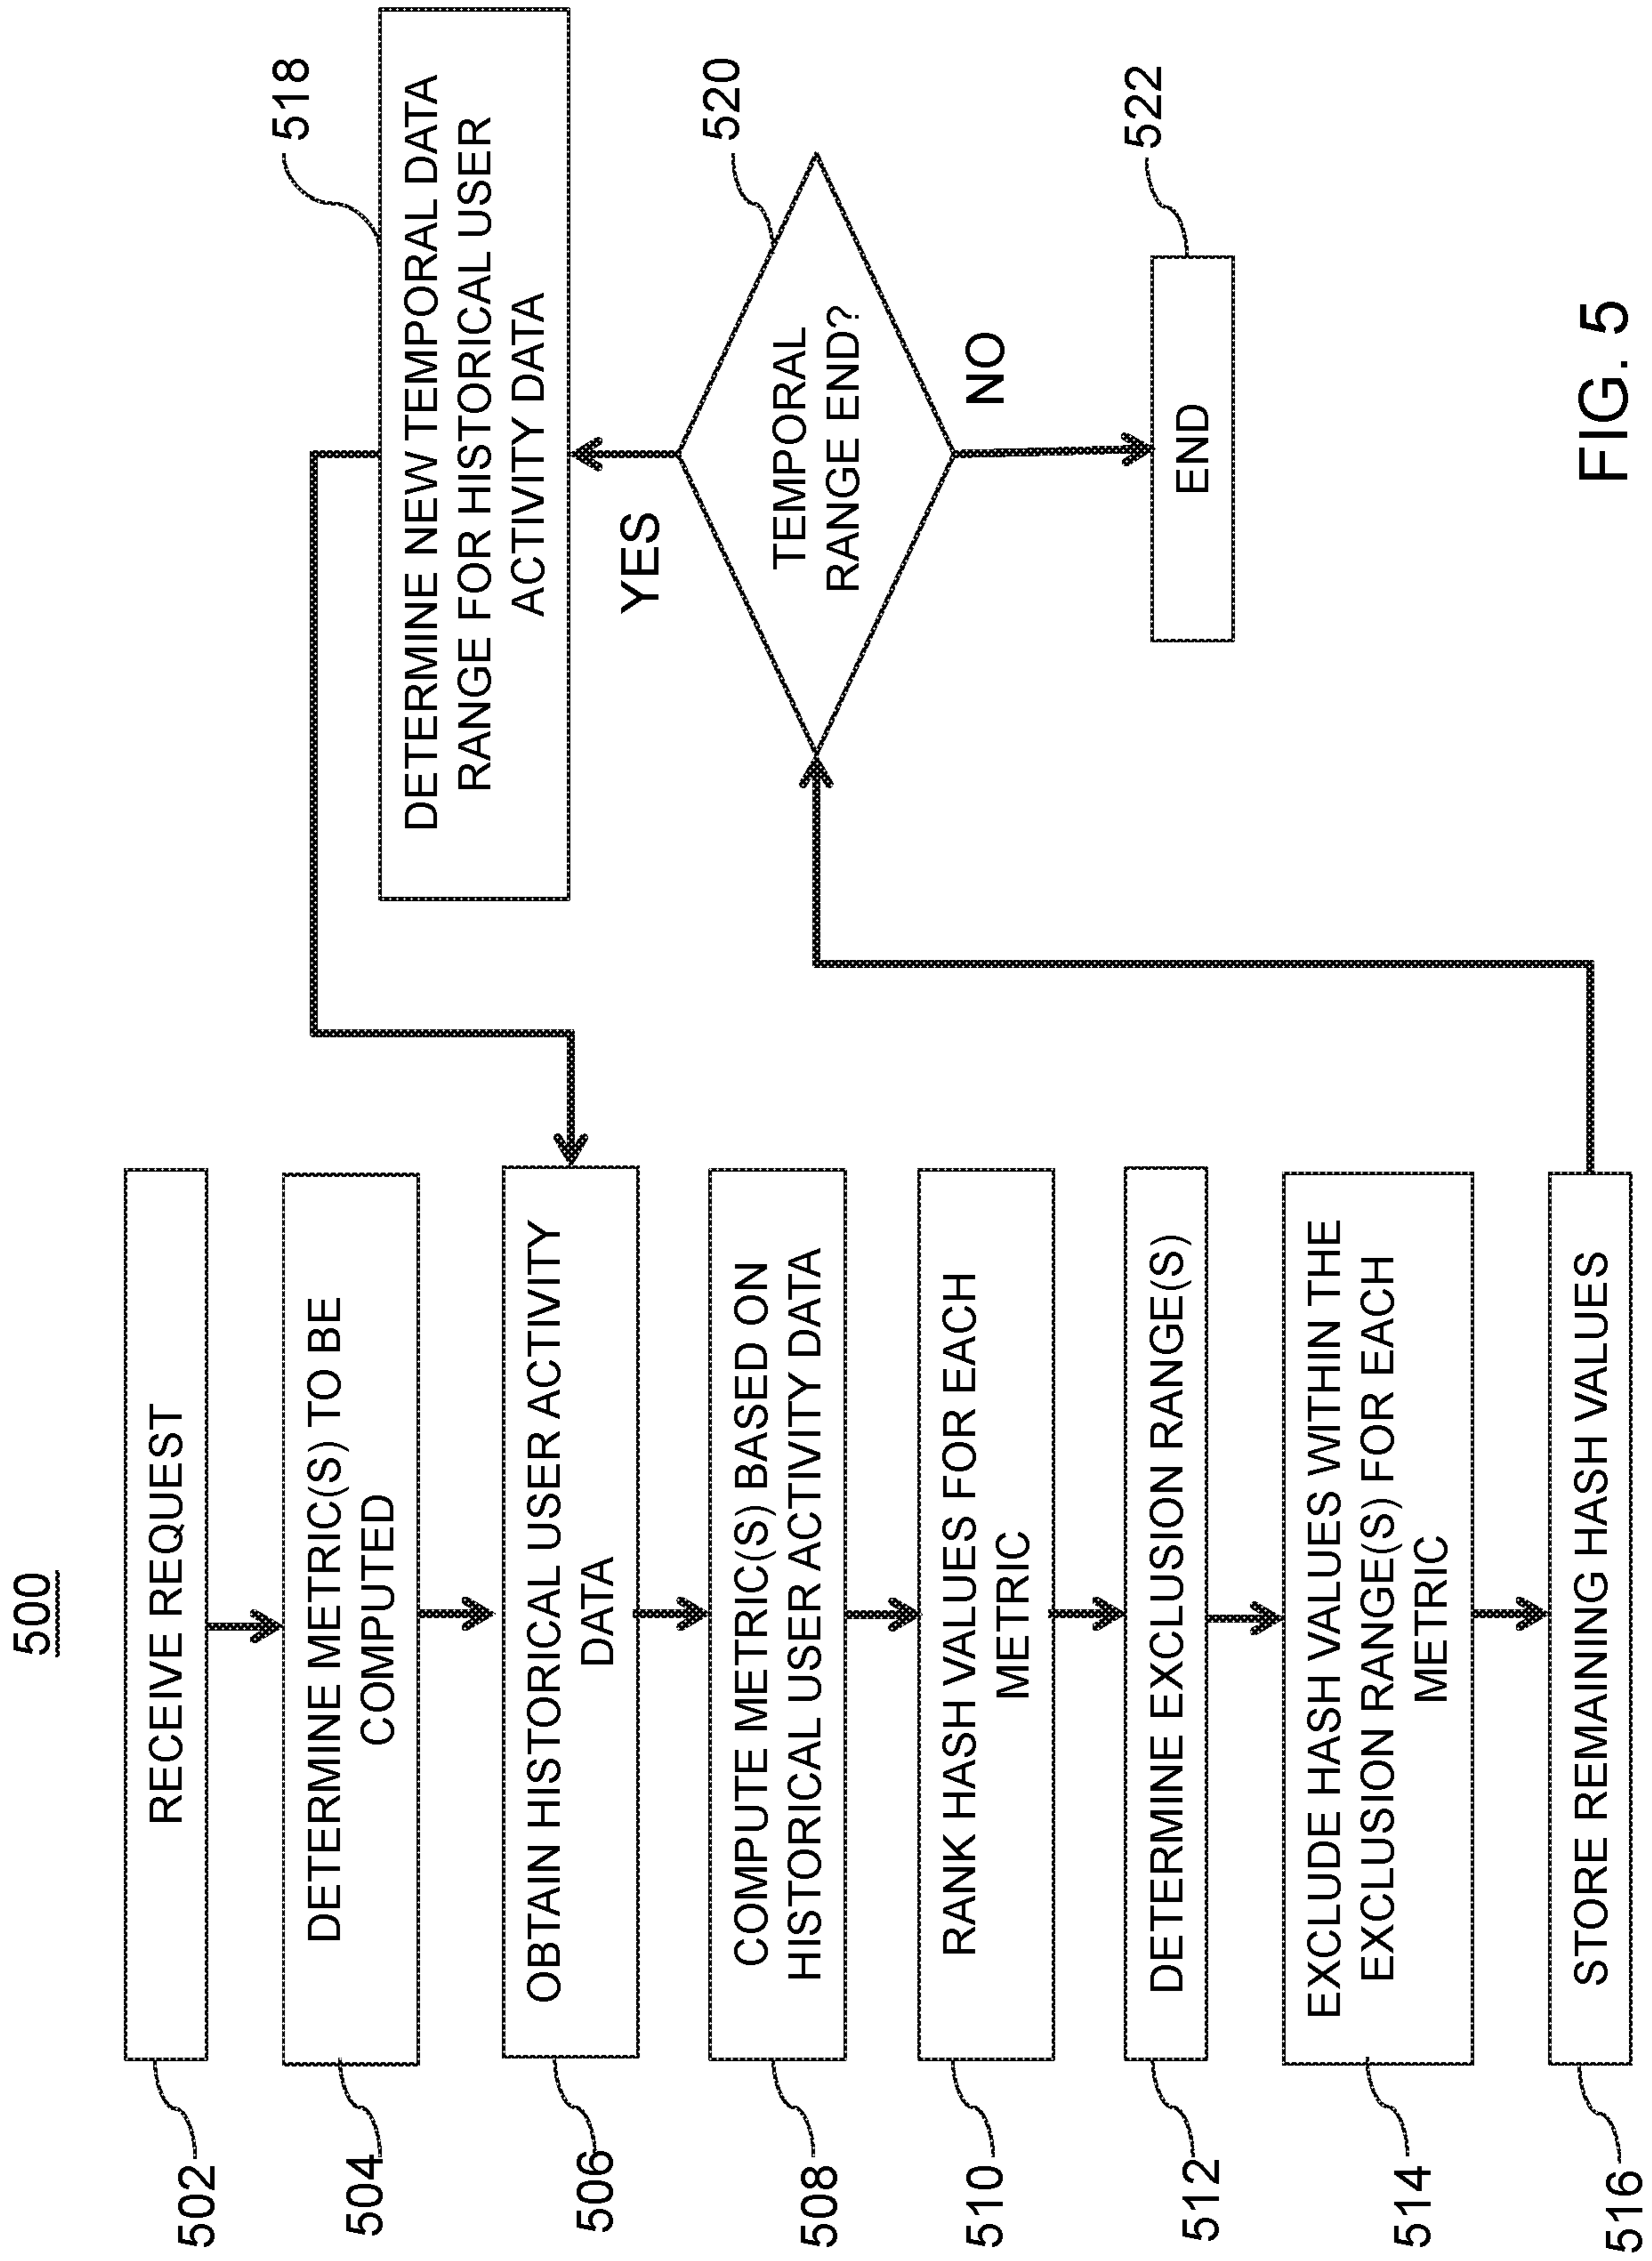 500
502
RECEIVE REQUEST
504
DETERMINE METRIC(S) TO BE
COMPUTED
506
OBTAIN HISTORICAL USER ACTIVITY
DATA
508
COMPUTE METRIC(S) BASED ON
HISTORICAL USER ACTIVITY DATA
510
RANK HASH VALUES FOR EACH
METRIC
512
DETERMINE EXCLUSION RANGE(S)
514
EXCLUDE HASH VALUES WITHIN THE
EXCLUSION RANGE(S) FOR EACH
METRIC
516
STORE REMAINING HASH VALUES
518
DETERMINE NEW TEMPORAL DATA
RANGE FOR HISTORICAL USER
ACTIVITY DATA
YES
520
TEMPORAL
RANGE END?
NO
522
END
FIG. 5